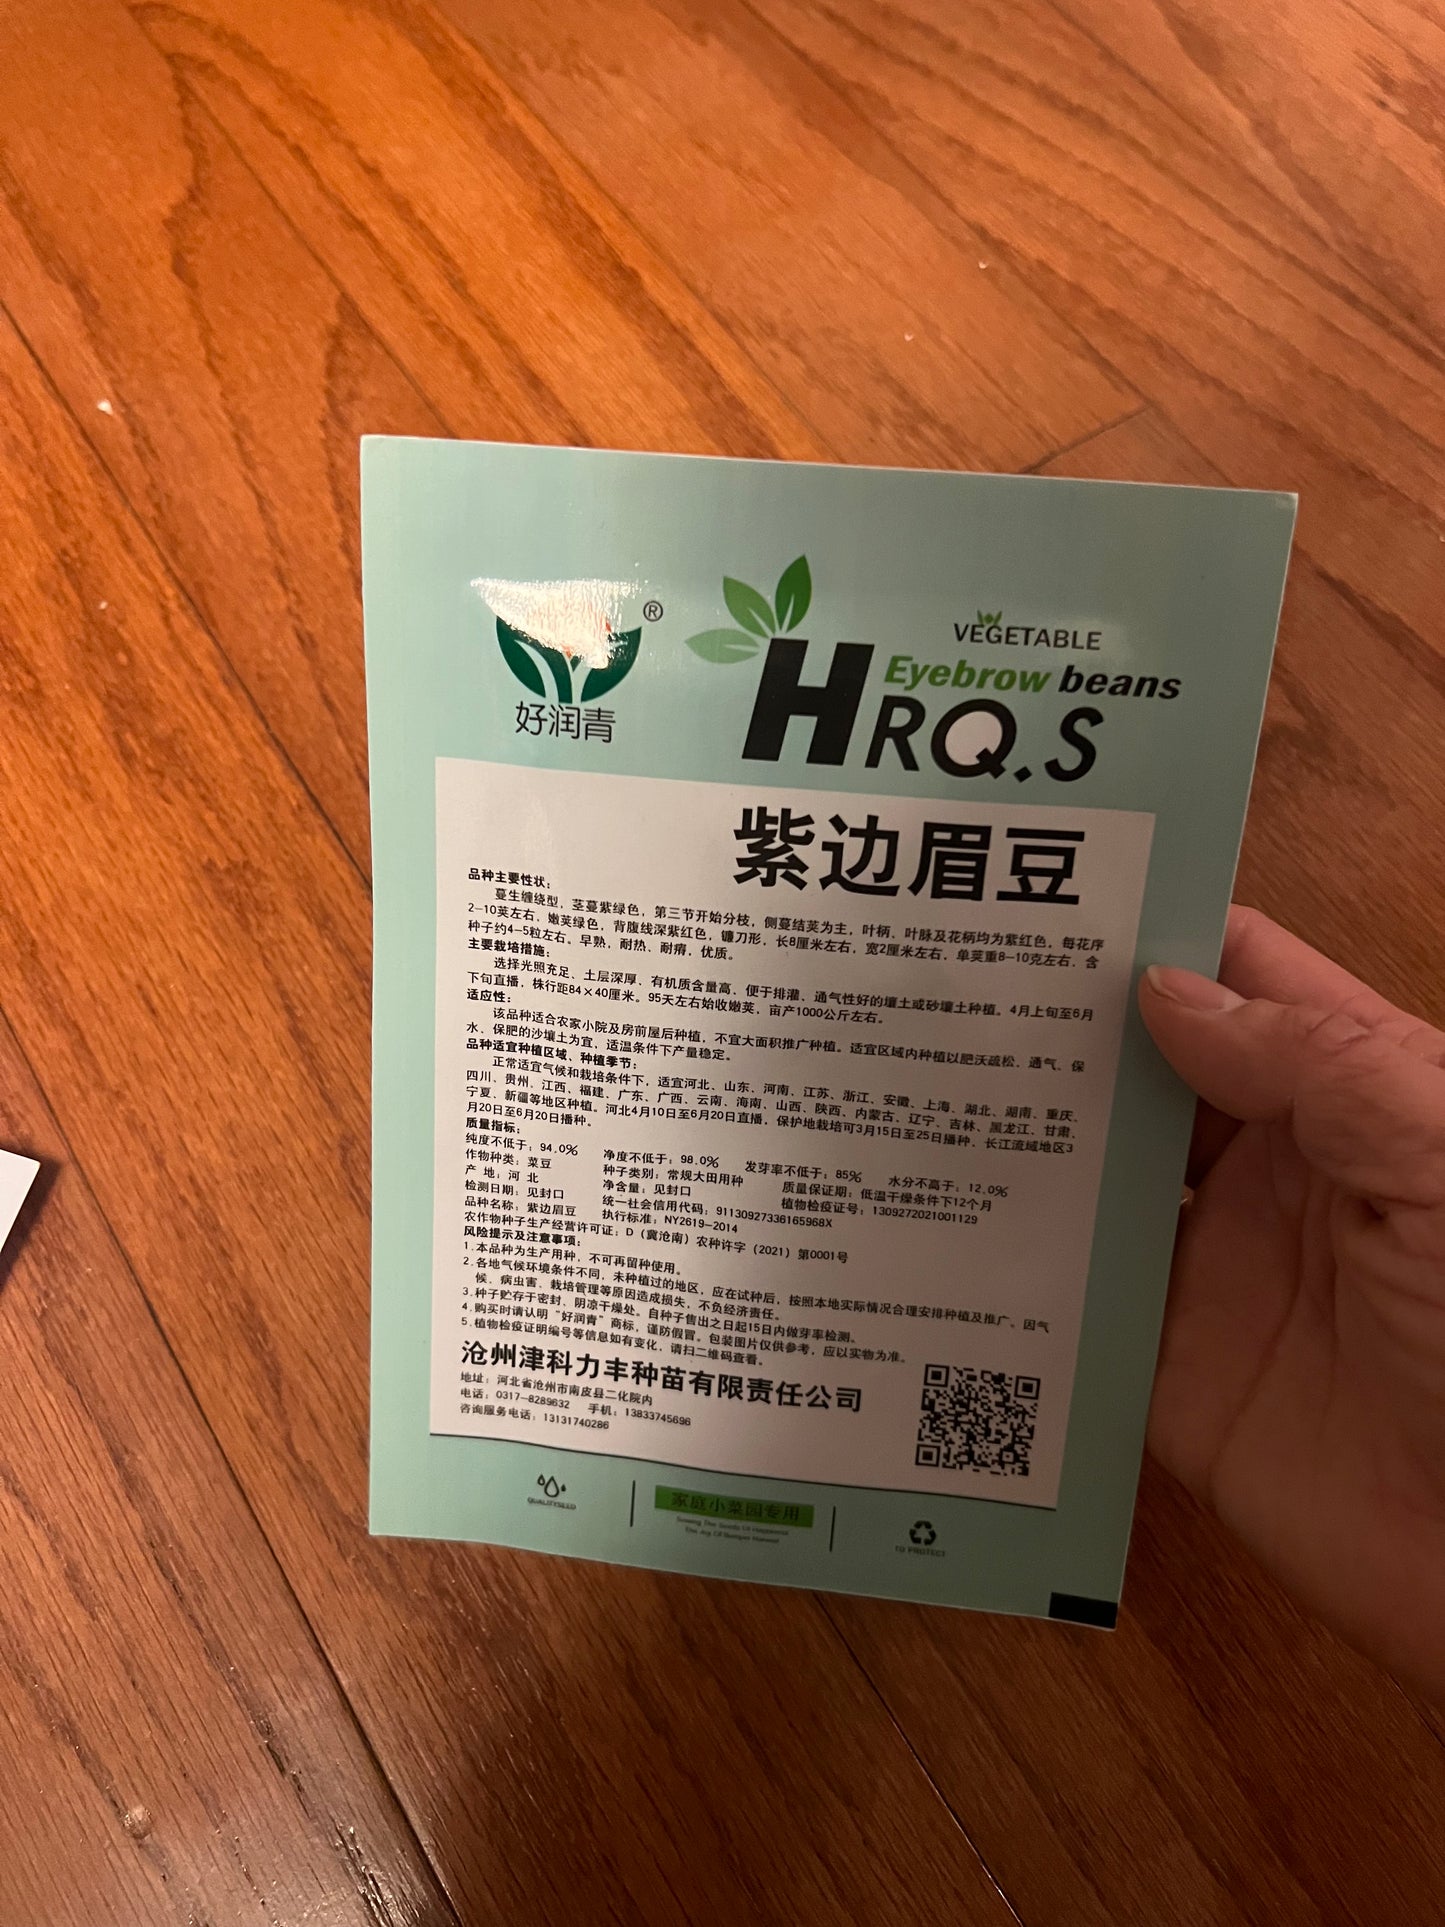 ®
好润青
VEGETABLE
Eyebrow beans
HRQ.S
紫边眉豆
品种主要性状：
蔓生缠绕型，茎蔓紫绿色，第三节开始分枝，侧蔓结荚为主，叶柄、叶脉及花柄均为紫红色，每花序
2-10荚左右，嫩荚绿色，背腹线深紫红色，镰刀形，长8厘米左右，宽2厘米左右，单荚重8-10克左右，含
种子约4-5粒左右。早熟，耐热、耐瘠，优质。
主要栽培措施：
选择光照充足、土层深厚、有机质含量高、便于排灌、通气性好的壤土或砂壤土种植。4月上旬至6月
下旬直播，株行距84×40厘米。95天左右始收嫩荚，亩产1000公斤左右。
适应性：
该品种适合农家小院及房前屋后种植，不宜大面积推广种植。适宜区域内种植以肥沃疏松、通气、保
水、保肥的沙壤土为宜，适温条件下产量稳定。
品种适宜种植区域、种植季节：
正常适宜气候和栽培条件下，适宜河北、山东、河南、江苏、浙江、安徽、上海、湖北、湖南、重庆、
四川、贵州、江西、福建、广东、广西、云南、海南、山西、陕西、内蒙古、辽宁、吉林、黑龙江、甘肃、
宁夏、新疆等地区种植。河北4月10日至6月20日直播，保护地栽培可3月15日至25日播种，长江流域地区3
月20日至6月20日播种。
质量指标：
纯度不低于：94.0% 净度不低于：98.0% 发芽率不低于：85% 水分不高于：12.0%
作物种类：菜豆 种子类别：常规大田用种 质量保证期：低温干燥条件下12个月
产 地：河 北 净含量：见封口 植物检疫证号：1309272021001129
检测日期：见封口 统一社会信用代码：91130927336165968X
品种名称：紫边眉豆 执行标准：NY2619-2014
农作物种子生产经营许可证：D（冀沧南）农种许字（2021）第0001号
风险提示及注意事项：
1.本品种为生产用种，不可再留种使用。
2.各地气候环境条件不同，未种植过的地区，应在试种后，按照本地实际情况合理安排种植及推广。因气
候、病虫害、栽培管理等原因造成损失，不负经济责任。
3.种子贮存于密封、阴凉干燥处。自种子售出之日起15日内做芽率检测。
4.购买时请认明“好润青”商标，谨防假冒。包装图片仅供参考，应以实物为准。
5.植物检疫证明编号等信息如有变化，请扫二维码查看。
沧州津科力丰种苗有限责任公司
地址：河北省沧州市南皮县二化院内
电话：0317-8289632 手机：13833745696
咨询服务电话：13131740286
QUALITYSEED
家庭小菜园专用
Sowing The Seeds Of Happiness
The Joy Of Bumper Harvest
TO PROTECT